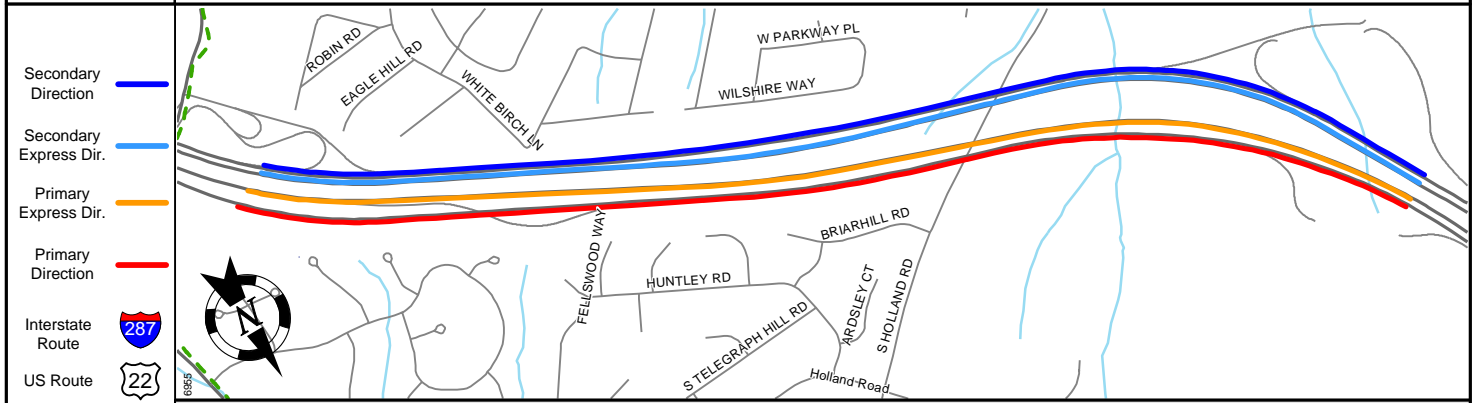 Secondary
Direction
Secondary
Express Dir.
Primary
Express Dir.
Primary
Direction
Interstate
Route
287
US Route
22
6955
N
ROBIN RD
EAGLE HILL RD
WHITE BIRCH LN
W PARKWAY PL
WILSHIRE WAY
FELLSWOOD WAY
BRIARHILL RD
HUNTLEY RD
ARDSLEY CT
S HOLLAND RD
S TELEGRAPH HILL RD
Holland Road